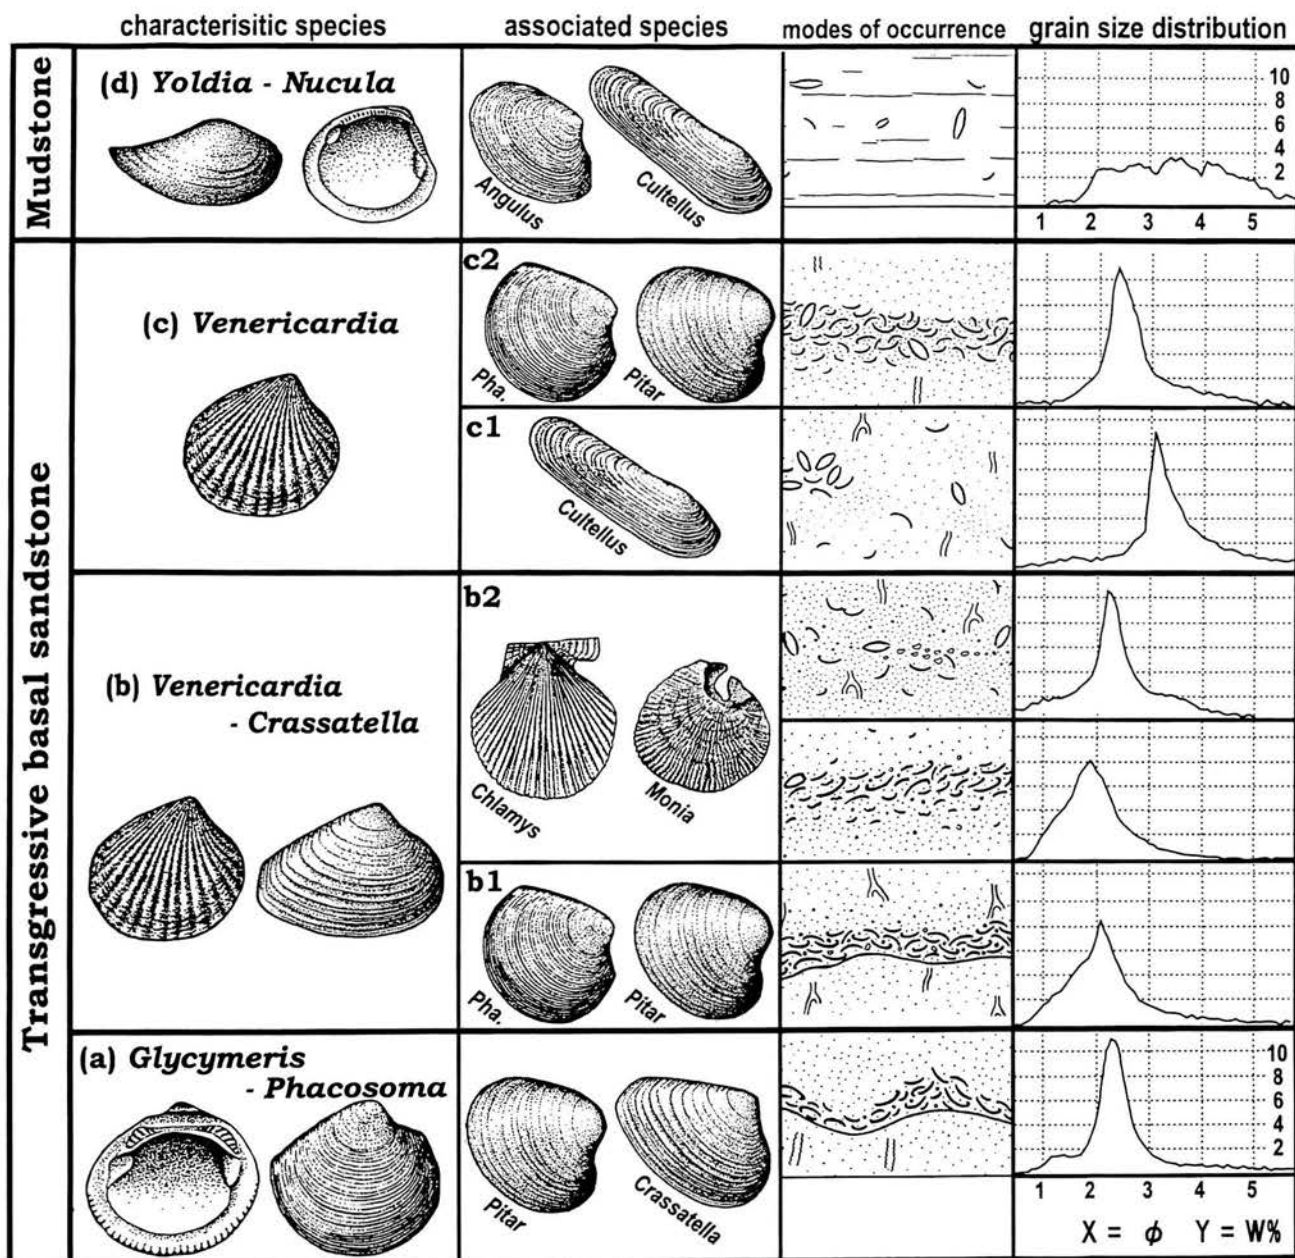 characterisitic species
associated species
modes of occurrence
grain size distribution
Mudstone
(d) Yoldia - Nucula
Angulus
Cultellus
10
8
6
4
2
1 2 3 4 5
Transgressive basal sandstone
(c) Venericardia
c2
Pha.
Pitar
c1
Cultellus
(b) Venericardia
- Crassatella
b2
Chlamys
Monia
b1
Pha.
Pitar
(a) Glycymeris
- Phacosoma
Pitar
Crassatella
10
8
6
4
2
1 2 3 4 5
X = ϕ Y = W%